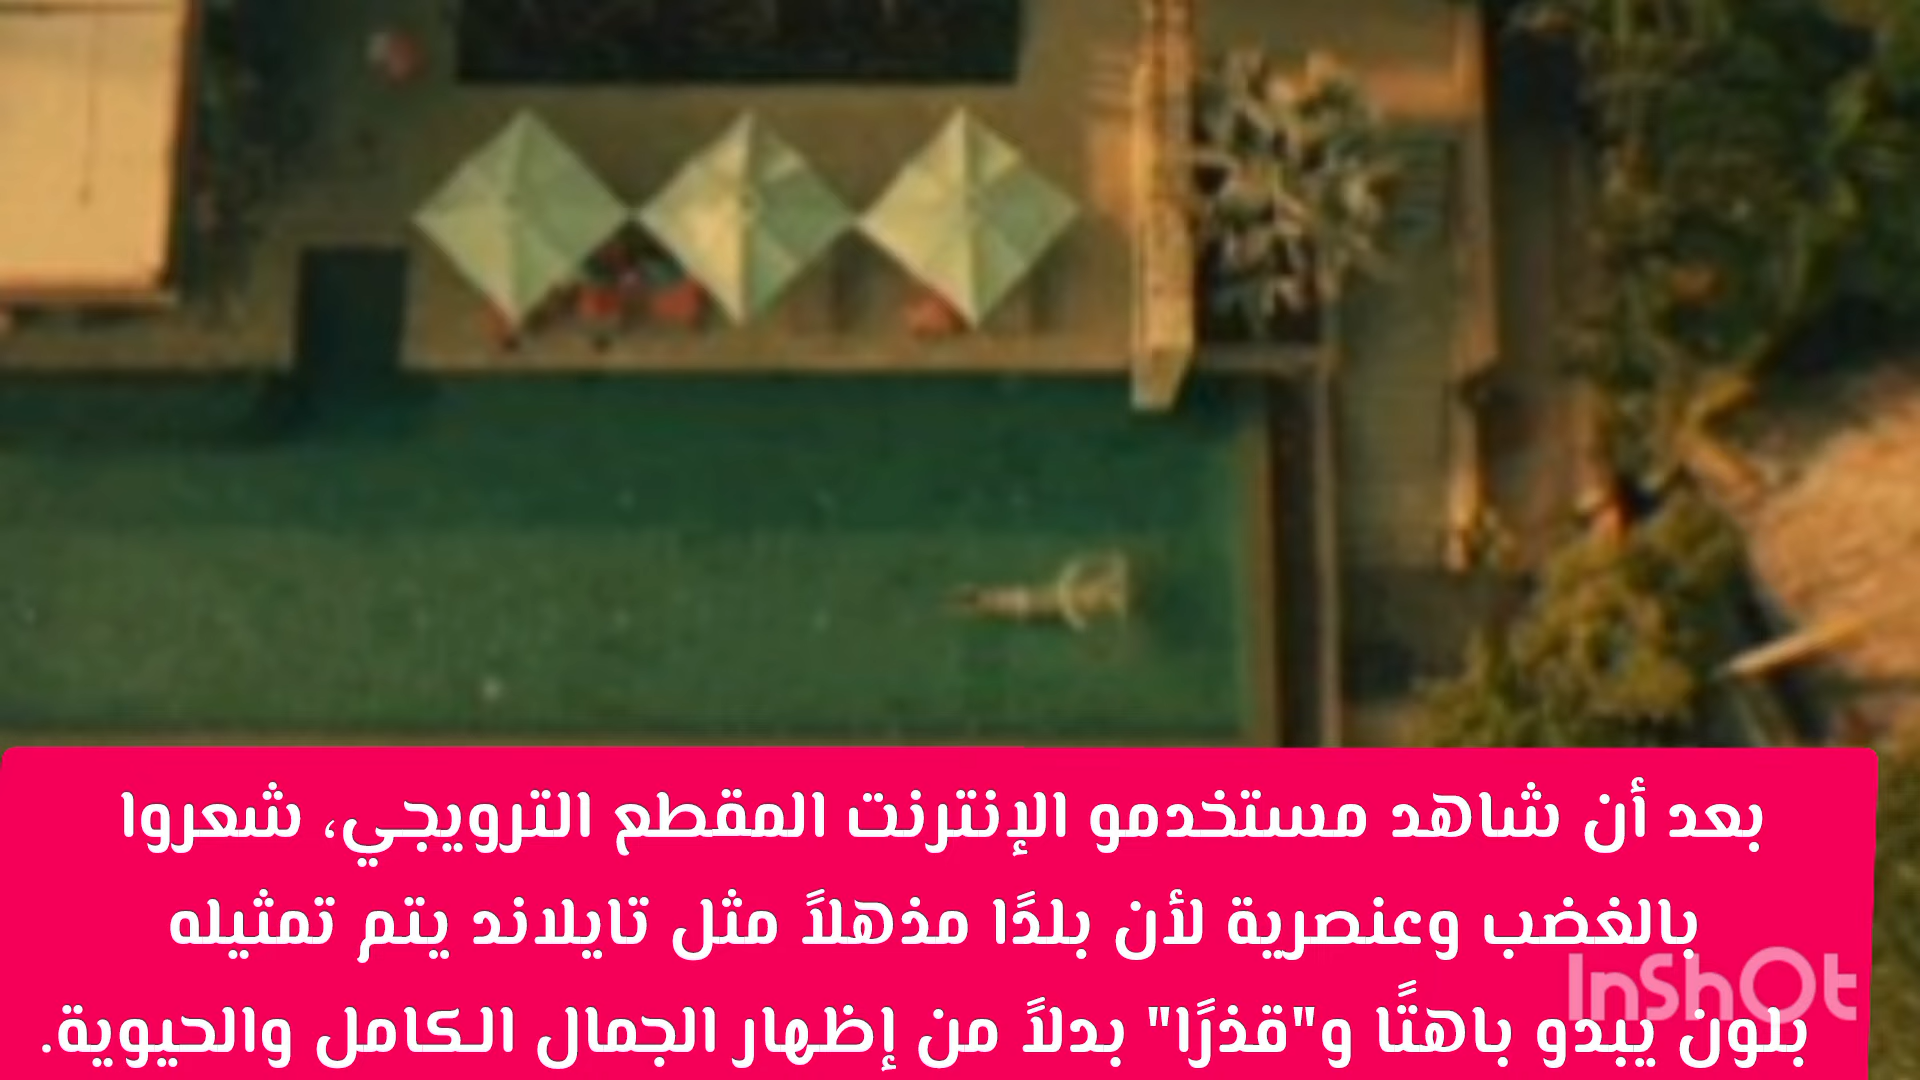 بعد أن شاهد مستخدمو الإنترنت المقطع الترويجي، شعروا
بالغضب وعنصرية لأن بلدًا مذهلاً مثل تايلاند يتم تمثيله
بلون يبدو باهتًا و"قذرًا" بدلاً من إظهار الجمال الكامل والحيوية.
InShOt